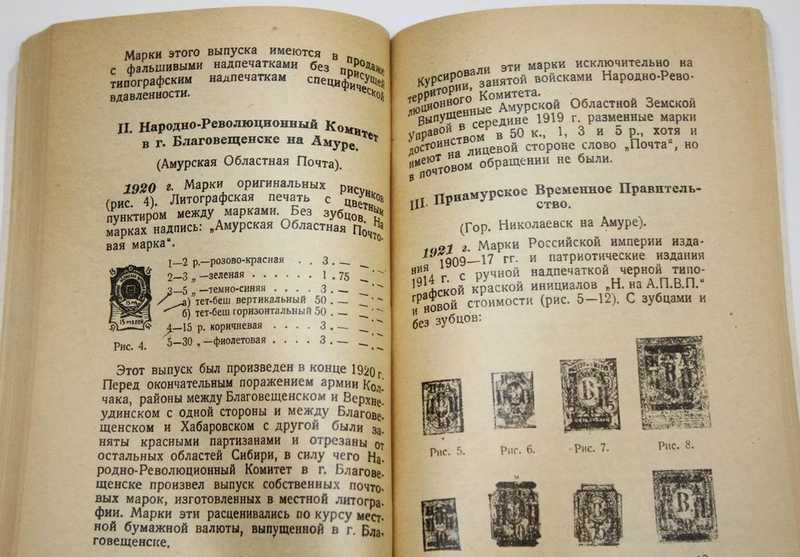 Марки этого выпуска имеются в продаже
с фальшивыми надпечатками без присущей
типографским надпечаткам специфической
вдавленности.
II. Народно-Революционный Комитет
в г. Благовещенске на Амуре.
(Амурская Областная Почта).
1920 г. Марки оригинальных рисунков
(рис. 4). Литографская печать с цветным
пунктиром между марками. Без зубцов. На
марках надпись: „Амурская Областная Почто-
вая марка“.
1—2 р.—розово-красная . . 3 . — — . —
2—3 „ —зеленая . . . . . . 1 . 75 — . —
3—5 „ —темно-синяя . . . . 3 . — — . —
а) тет-беш вертикальный 50 . — — . —
б) тет-беш горизонтальный 50 . — — . —
4—15 р. коричневая . . . . 3 . — — . —
5—30 „ —фиолетовая . . . . 3 . — — . —
Рис. 4.
Этот выпуск был произведен в конце 1920 г.
Перед окончательным поражением армии Кол-
чака, районы между Благовещенском и Верхне-
удинском с одной стороны и между Благове-
щенском и Хабаровском с другой были за-
няты красными партизанами и отрезаны от
остальных областей Сибири, в силу чего На-
родно-Революционный Комитет в г. Благове-
щенске произвел выпуск собственных почто-
вых марок, изготовленных в местной литогра-
фии. Марки эти расценивались по курсу мест-
ной бумажной валюты, выпущенной в г. Бла-
говещенске.
Курсировали эти марки исключительно на
территории, занятой войсками Народно-Рево-
люционного Комитета.
Выпущенные Амурской Областной Земской
Управой в середине 1919 г. разменные марки
достоинством в 50 к., 1, 3 и 5 р., хотя и
имеют на лицевой стороне слово „Почта“, но
в почтовом обращении не были.
III. Приамурское Временное Правитель-
ство.
(Гор. Николаевск на Амуре).
1921 г. Марки Российской империи изда-
ния 1909—17 гг. и патриотические издания
1914 г. с ручной надпечаткой черной типо-
графской краской инициалов „Н. на А.П.В.П.“
и новой стоимости (рис. 5—12). С зубцами и
без зубцов:
Рис. 5. Рис. 6. Рис. 7. Рис. 8.